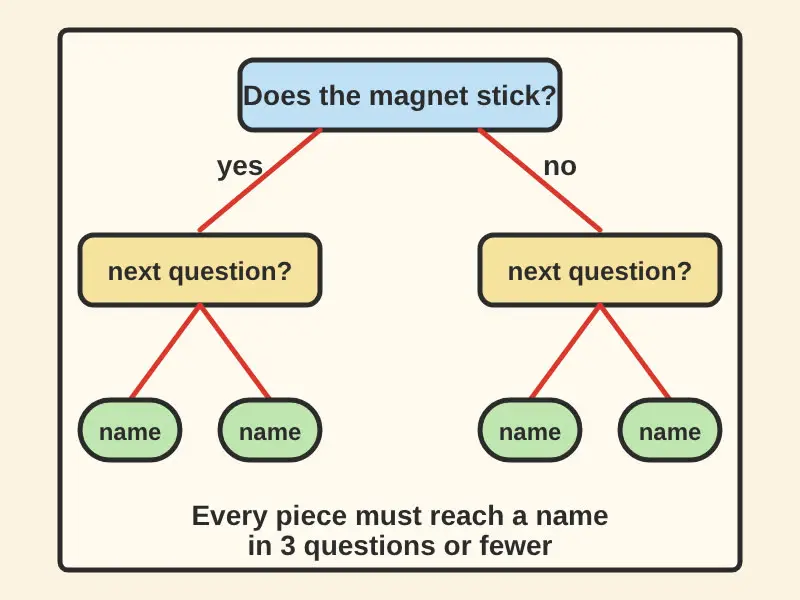 Does the magnet stick?
yes
no
next question?
next question?
name
name
name
name
Every piece must reach a name
in 3 questions or fewer